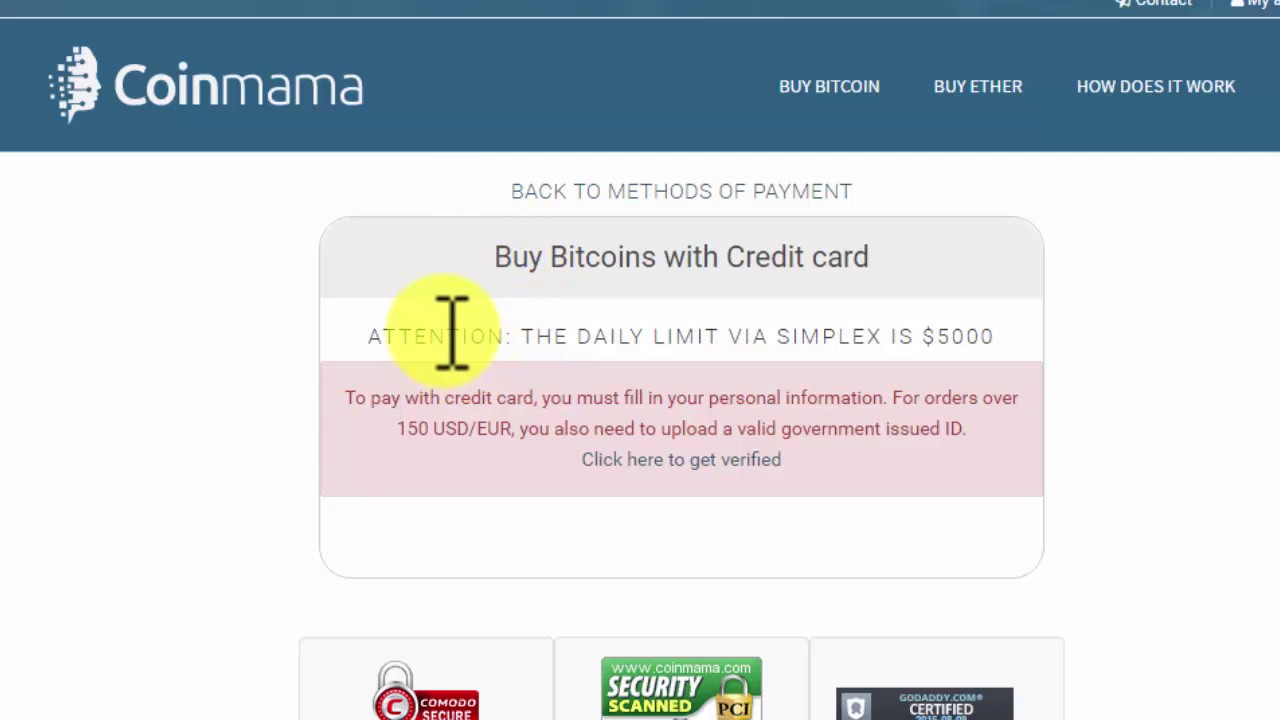 Contact
My a
Coinmama
BUY BITCOIN
BUY ETHER
HOW DOES IT WORK
BACK TO METHODS OF PAYMENT
Buy Bitcoins with Credit card
ATTENTION: THE DAILY LIMIT VIA SIMPLEX IS $5000
To pay with credit card, you must fill in your personal information. For orders over
150 USD/EUR, you also need to upload a valid government issued ID.
Click here to get verified
COMODO
SECURE
www.coinmama.com
SECURITY
SCANNED
PCI
GODADDY.COM®
CERTIFIED
2015-08-09